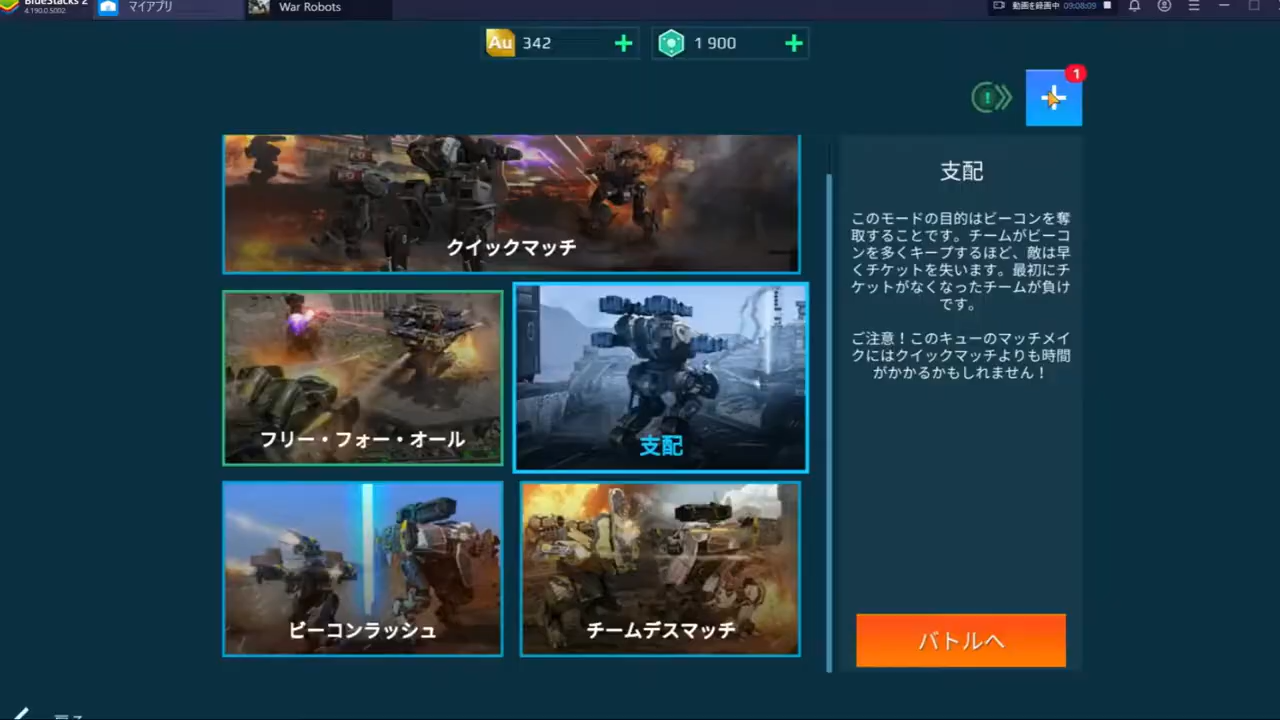 BlueStacks 2
4.190.0.5002
マイアプリ
War Robots
動画を録画中 09:08:09
Au 342
1 900
1
クイックマッチ
フリー・フォー・オール
支配
ビーコンラッシュ
チームデスマッチ
支配
このモードの目的はビーコンを奪
取することです。チームがビーコ
ンを多くキープするほど、敵は早
くチケットを失います。最初にチ
ケットがなくなったチームが負け
です。
ご注意！このキューのマッチメイ
クにはクイックマッチよりも時間
がかかるかもしれません！
バトルへ